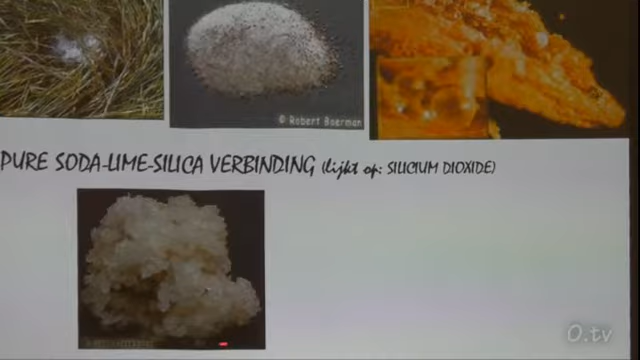 © Robert Boerman
PURE SODA-LIME-SILICA VERBINDING (lijkt op: SILICIUM DIOXIDE)
O.tv